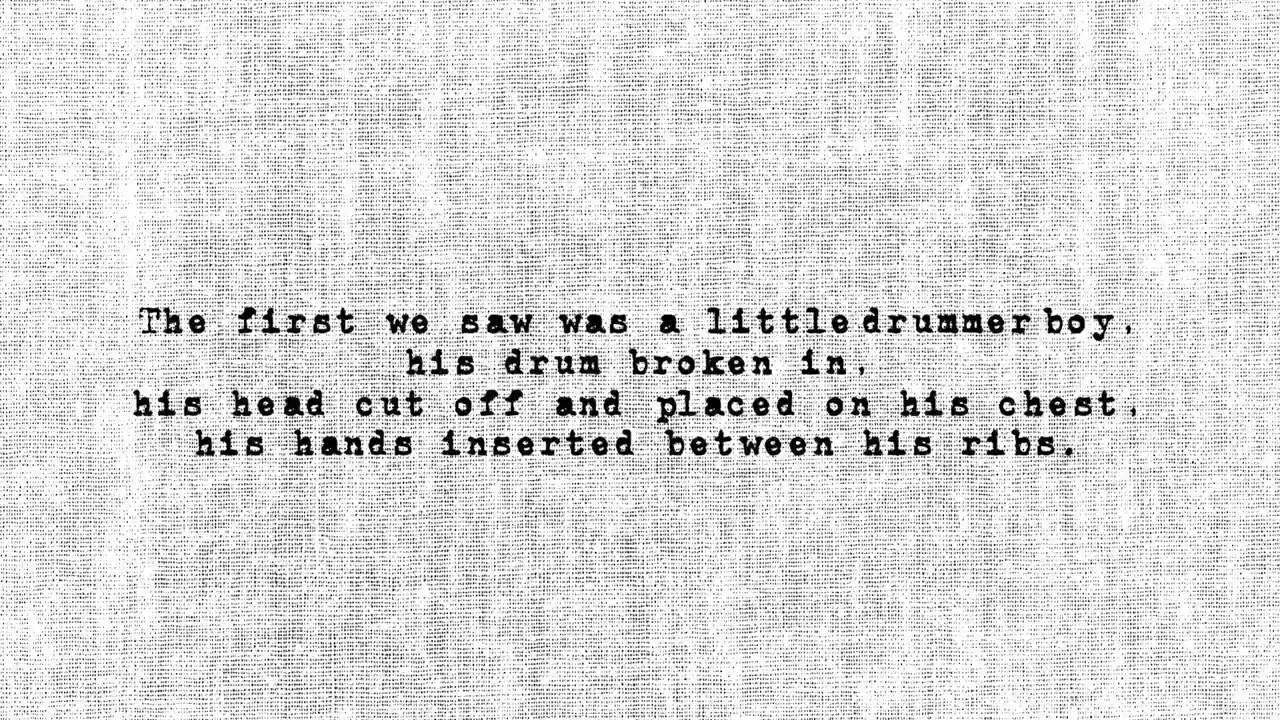 The first we saw was a little drummer boy,
his drum broken in,
his head cut off and placed on his chest,
his hands inserted between his ribs.